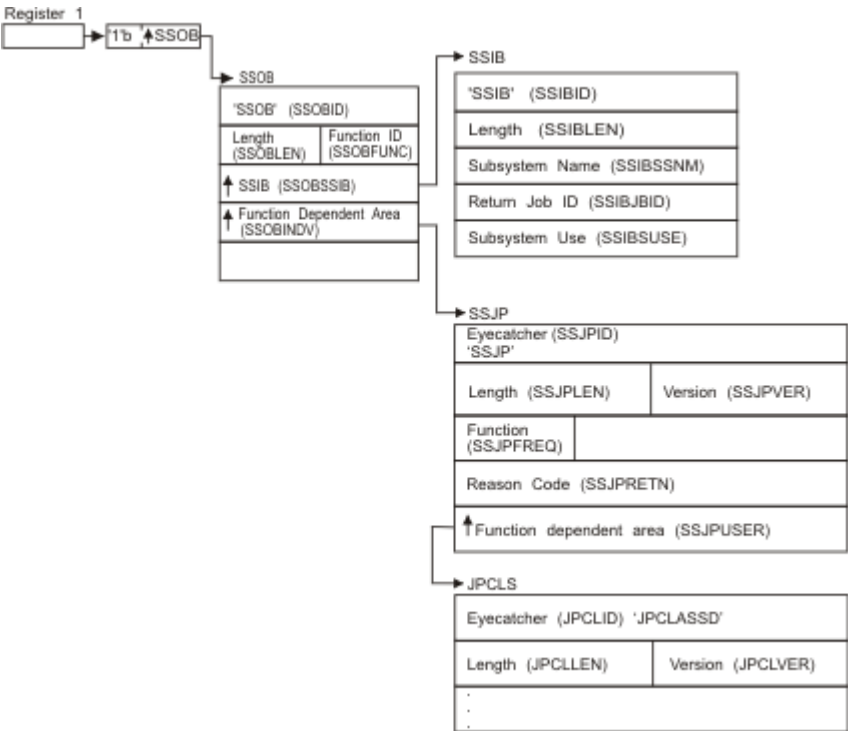 Register 1
'1'b ↑SSOB
SSOB
'SSOB' (SSOBID)
Length
(SSOBLEN)
Function ID
(SSOBFUNC)
↑ SSIB (SSOBSSIB)
↑ Function Dependent Area
(SSOBINDV)
SSIB
'SSIB' (SSIBID)
Length (SSIBLEN)
Subsystem Name (SSIBSSNM)
Return Job ID (SSIBJBID)
Subsystem Use (SSIBSUSE)
SSJP
Eyecatcher (SSJPID)
'SSJP'
Length (SSJPLEN)
Version (SSJPVER)
Function
(SSJPFREQ)
Reason Code (SSJPRETN)
↑Function dependent area (SSJPUSER)
JPCLS
Eyecatcher (JPCLID) 'JPCLASSD'
Length (JPCLLEN)
Version (JPCLVER)
.
.
.